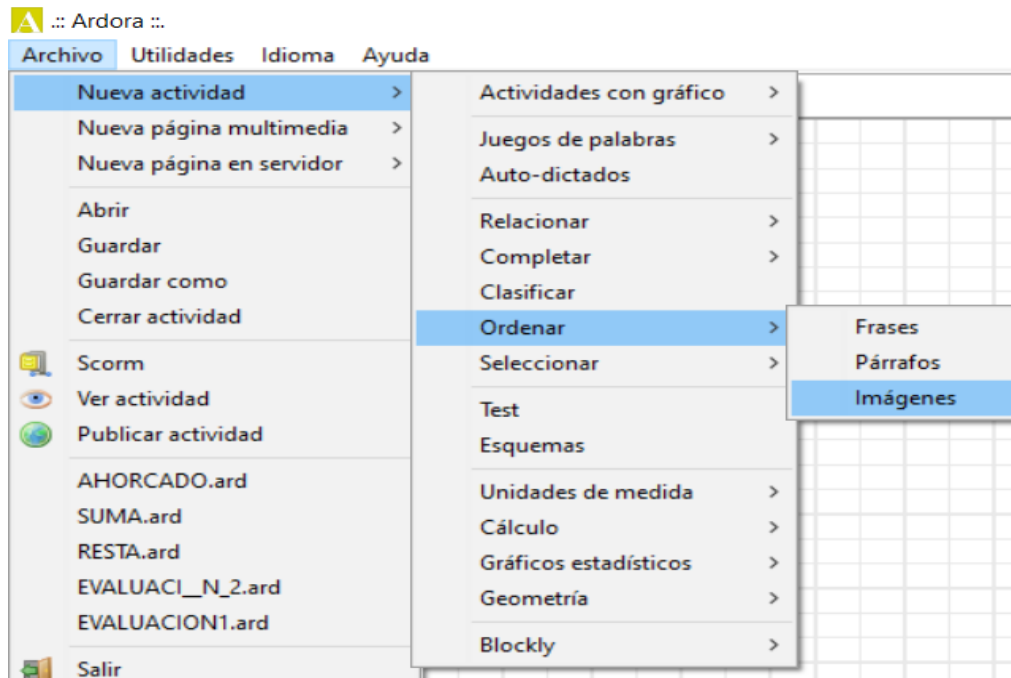 A .:: Ardora ::.
Archivo Utilidades Idioma Ayuda
Nueva actividad >
Nueva página multimedia >
Nueva página en servidor >
Abrir
Guardar
Guardar como
Cerrar actividad
Scorm
Ver actividad
Publicar actividad
AHORCADO.ard
SUMA.ard
RESTA.ard
EVALUACI__N_2.ard
EVALUACION1.ard
Salir
Actividades con gráfico >
Juegos de palabras >
Auto-dictados
Relacionar >
Completar >
Clasificar
Ordenar >
Seleccionar >
Test
Esquemas
Unidades de medida >
Cálculo >
Gráficos estadísticos >
Geometría >
Blockly >
Frases
Párrafos
Imágenes